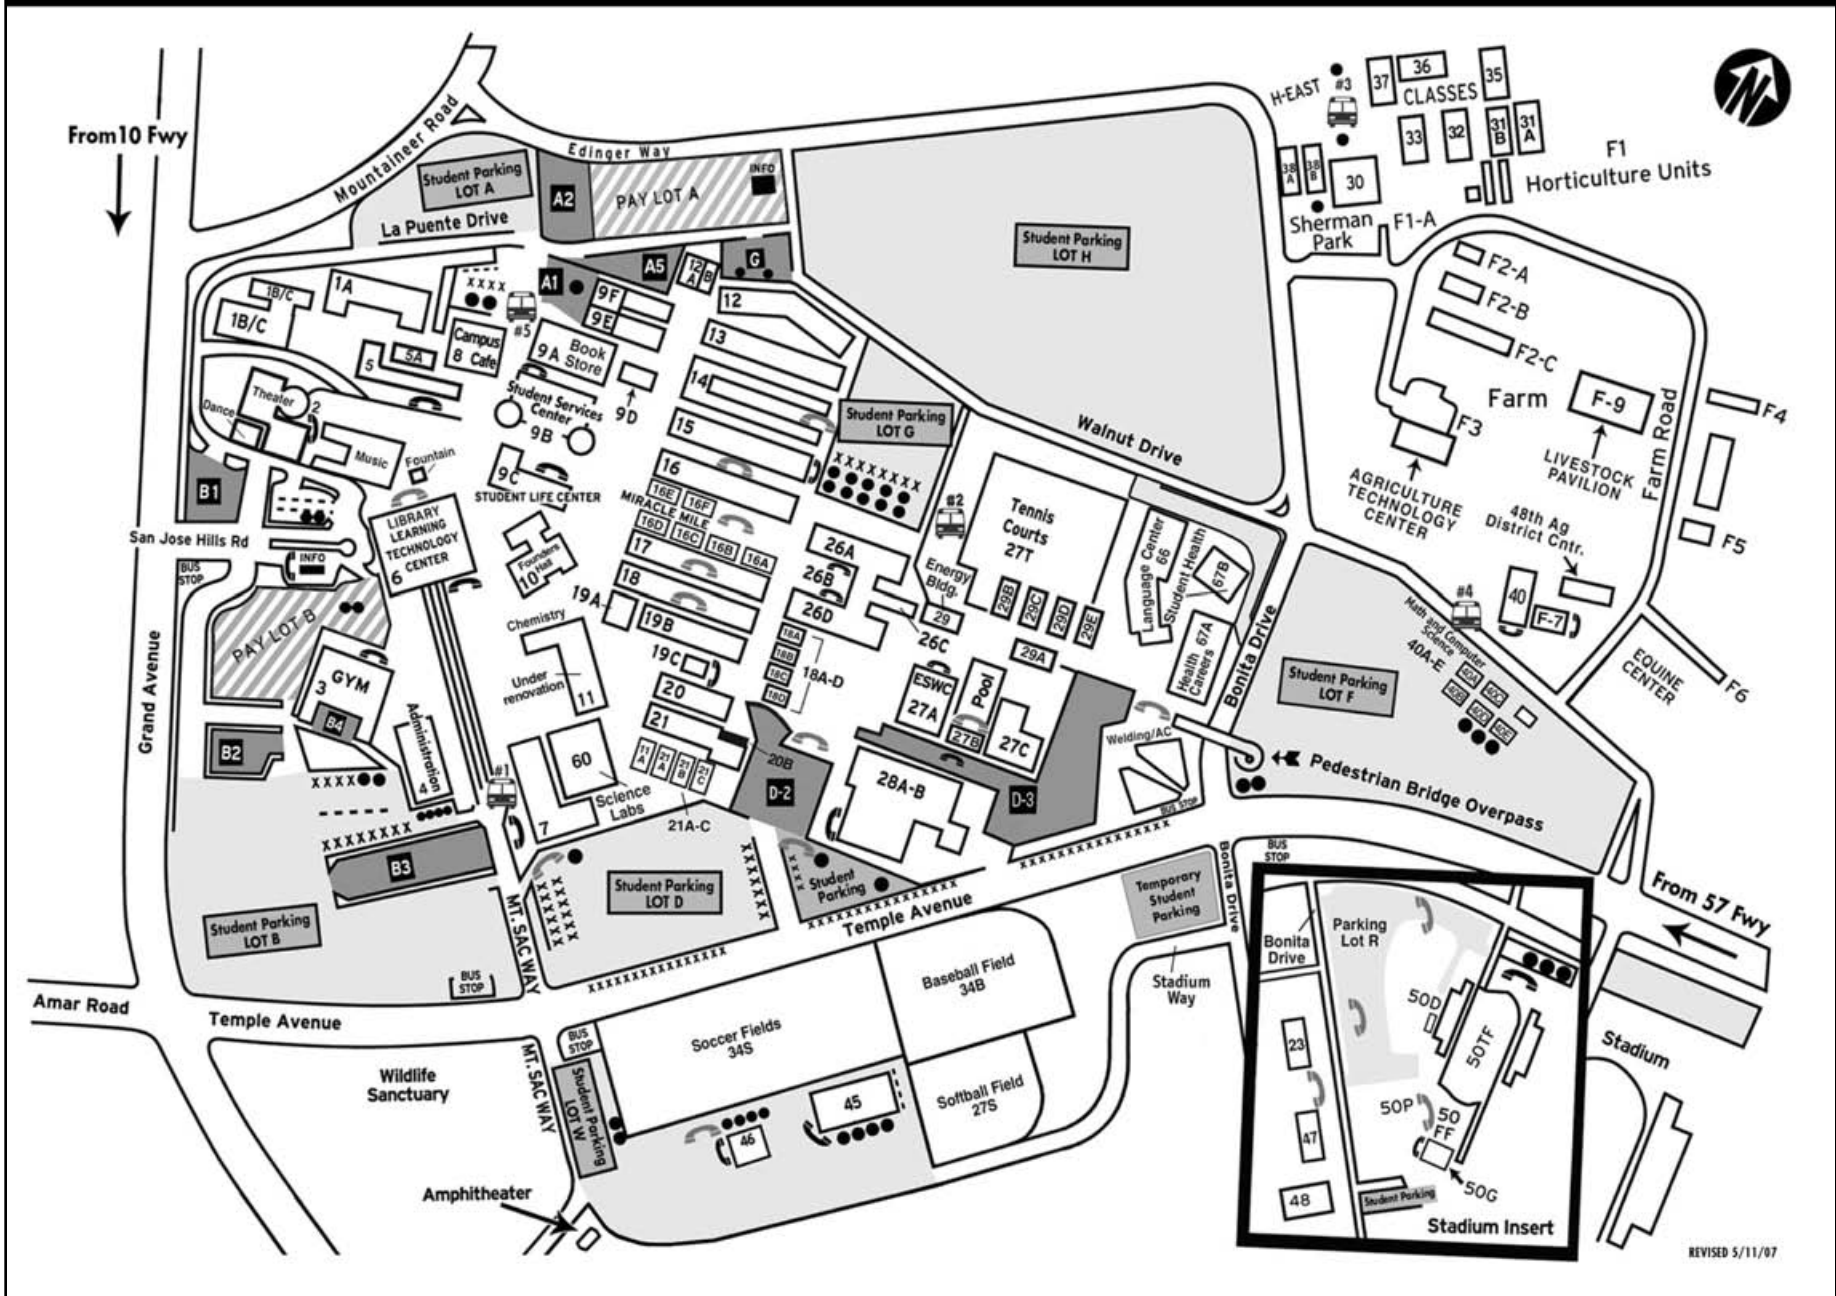 From 10 Fwy
Mountaineer Road
Edinger Way
Student Parking
LOT A
A2
PAY LOT A
INFO
La Puente Drive
H-EAST
#3
37
36
35
CLASSES
33
32
31
B
31
A
38
A
38
B
30
F1
Horticulture Units
Sherman
Park
F1-A
N
Student Parking
LOT H
F2-A
F2-B
F2-C
Farm
F-9
F3
LIVESTOCK
PAVILION
Farm Road
F4
F5
F6
AGRICULTURE
TECHNOLOGY
CENTER
48th Ag
District Cntr.
40
F-7
#4
Math and Computer
Science
40A-E
40A
40B
40C
40D
40E
EQUINE
CENTER
1B/C
1B/C
1A
XXXX
#5
A1
A5
12
A
B
G
9F
9E
12
13
14
15
16
5
5A
Campus
8 Cafe
Book
9A Store
9D
Student Services
Center
9B
9C
STUDENT LIFE CENTER
Theater
2
Dance
Music
Fountain
B1
San Jose Hills Rd
INFO
BUS
STOP
LIBRARY
LEARNING
TECHNOLOGY
CENTER
6
Founders
Hall
10
16E
16F
MIRACLE MILE
16D
16C
16B
16A
17
18
19A
19B
19C
20
21
Student Parking
LOT G
XXXXXXXX
Walnut Drive
#2
Tennis
Courts
27T
26A
26B
26D
26C
Energy
Bldg.
29
29B
29C
29D
29E
29A
Language Center
66
Student Health
67B
Health 67A
Careers
Bonita Drive
18A
18B
18C
18D
18A-D
ESWC
27A
Pool
27B
27C
Welding/AC
BUS STOP
Student Parking
LOT F
Pedestrian Bridge Overpass
PAY LOT B
Grand Avenue
GYM
3
B4
B2
Administration
4
#1
Chemistry
Under
renovation
11
60
Science
Labs
7
11
A
21
A
21
B
21
C
21A-C
20B
D-2
28A-B
D-3
B3
Student Parking
LOT B
MT. SAC WAY
Student Parking
LOT D
Student
Parking
Temple Avenue
BUS
STOP
Amar Road
Temple Avenue
Wildlife
Sanctuary
MT. SAC WAY
BUS
STOP
Student Parking
LOT W
Soccer Fields
34S
Baseball Field
34B
Softball Field
27S
45
46
Amphitheater
Temporary
Student
Parking
Bonita Drive
Stadium
Way
BUS
STOP
Bonita
Drive
Parking
Lot R
50D
50TF
23
47
48
50P
50
FF
50G
Student Parking
Stadium Insert
From 57 Fwy
Stadium
REVISED 5/11/07